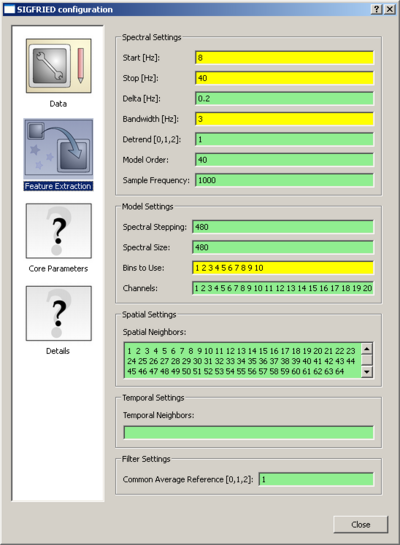 SIGFRIED configuration
Data
Feature Extraction
Core Parameters
Details
Spectral Settings
Start [Hz]: 8
Stop [Hz]: 40
Delta [Hz]: 0.2
Bandwidth [Hz]: 3
Detrend [0,1,2]: 1
Model Order: 40
Sample Frequency: 1000
Model Settings
Spectral Stepping: 480
Spectral Size: 480
Bins to Use: 1 2 3 4 5 6 7 8 9 10
Channels: 1 2 3 4 5 6 7 8 9 10 11 12 13 14 15 16 17 18 19 20
Spatial Settings
Spatial Neighbors:
1 2 3 4 5 6 7 8 9 10 11 12 13 14 15 16 17 18 19 20 21 22 23
24 25 26 27 28 29 30 31 32 33 34 35 36 37 38 39 40 41 42 43 44
45 46 47 48 49 50 51 52 53 54 55 56 57 58 59 60 61 62 63 64
Temporal Settings
Temporal Neighbors:
Filter Settings
Common Average Reference [0,1,2]: 1
Close